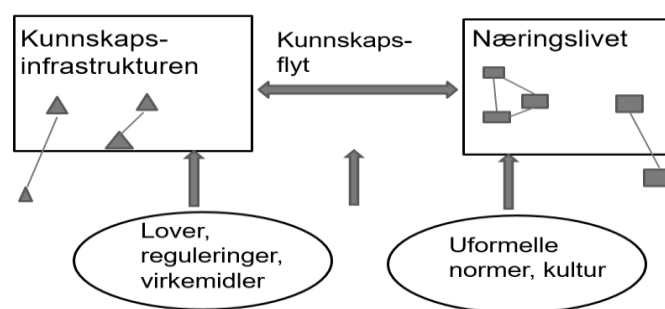 Kunnskaps-
infrastrukturen
Kunnskaps-
flyt
Næringslivet
Lover,
reguleringer,
virkemidler
Uformelle
normer, kultur